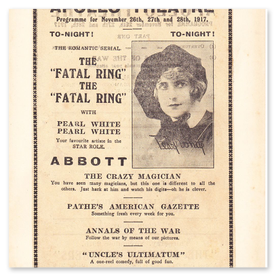 APOLLO THEATRE
Programme for November 26th, 27th and 28th, 1917.
TO-NIGHT! TO-NIGHT!
THE ROMANTIC SERIAL
THE
"FATAL RING"
THE
"FATAL RING"
WITH
PEARL WHITE
PEARL WHITE
Your favourite artiste in the
STAR ROLE.
Pearl White
ABBOTT
THE CRAZY MAGICIAN
You have seen many magicians, but this one is different to all the
others. Just look at him and watch his digits—oh he is clever.
PATHE'S AMERICAN GAZETTE
Something fresh every week for you.
ANNALS OF THE WAR
Follow the war by means of our pictures.
"UNCLE'S ULTIMATUM"
A one-reel comedy, full of good fun.